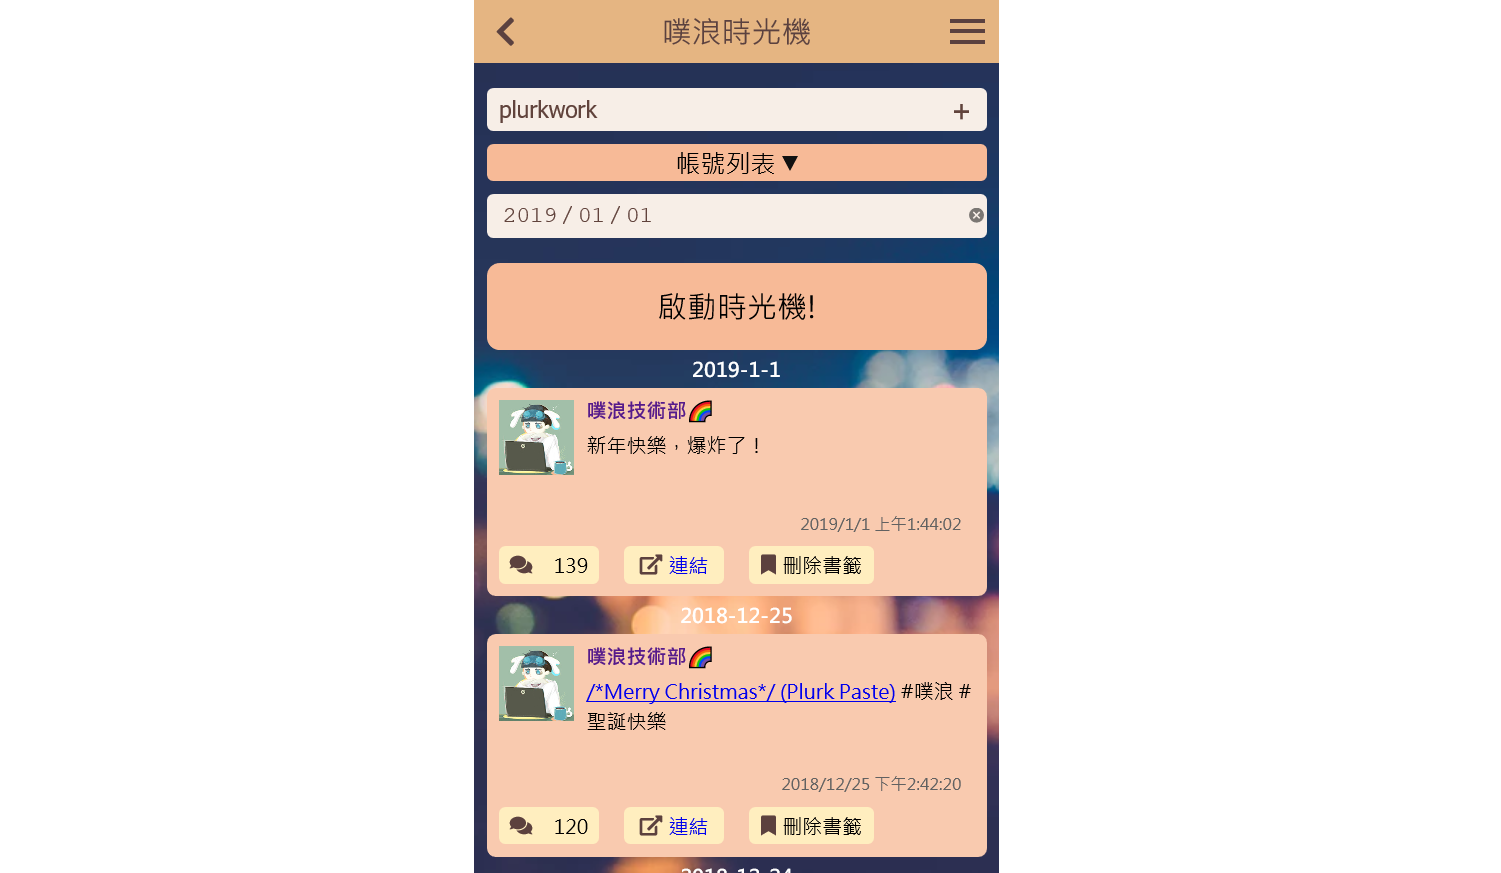 噗浪時光機
plurkwork +
帳號列表 ▼
2019 / 01 / 01
啟動時光機!
2019-1-1
噗浪技術部🌈
新年快樂，爆炸了！
2019/1/1 上午1:44:02
139 連結 刪除書籤
2018-12-25
噗浪技術部🌈
/*Merry Christmas*/ (Plurk Paste) #噗浪 #
聖誕快樂
2018/12/25 下午2:42:20
120 連結 刪除書籤